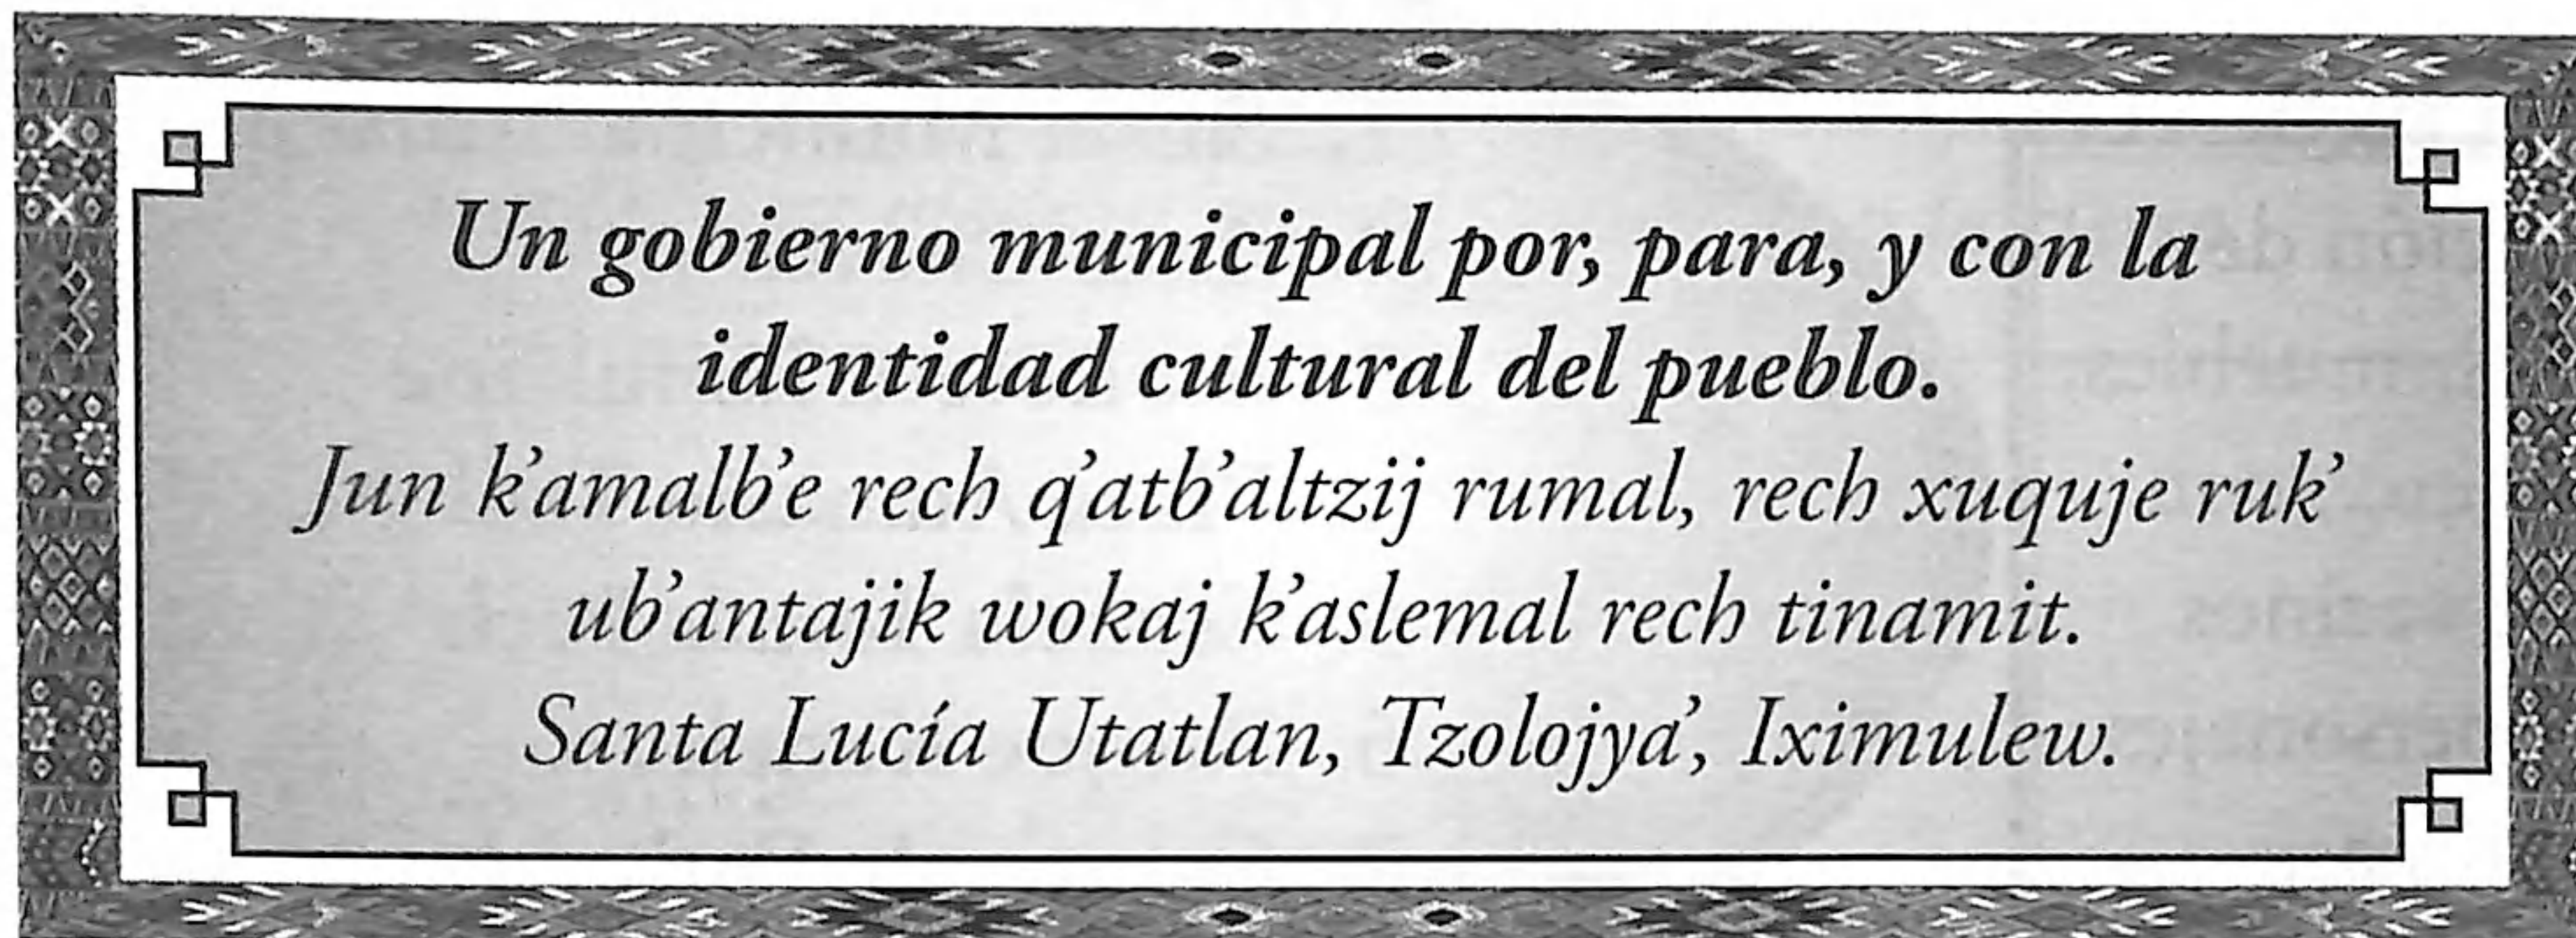 Un gobierno municipal por, para, y con la
identidad cultural del pueblo.
Jun k'amalb'e rech q'atb'altzij rumal, rech xuquje ruk'
ub'antajik wokaj k'aslemal rech tinamit.
Santa Lucía Utatlan, Tzolojya', Iximulew.